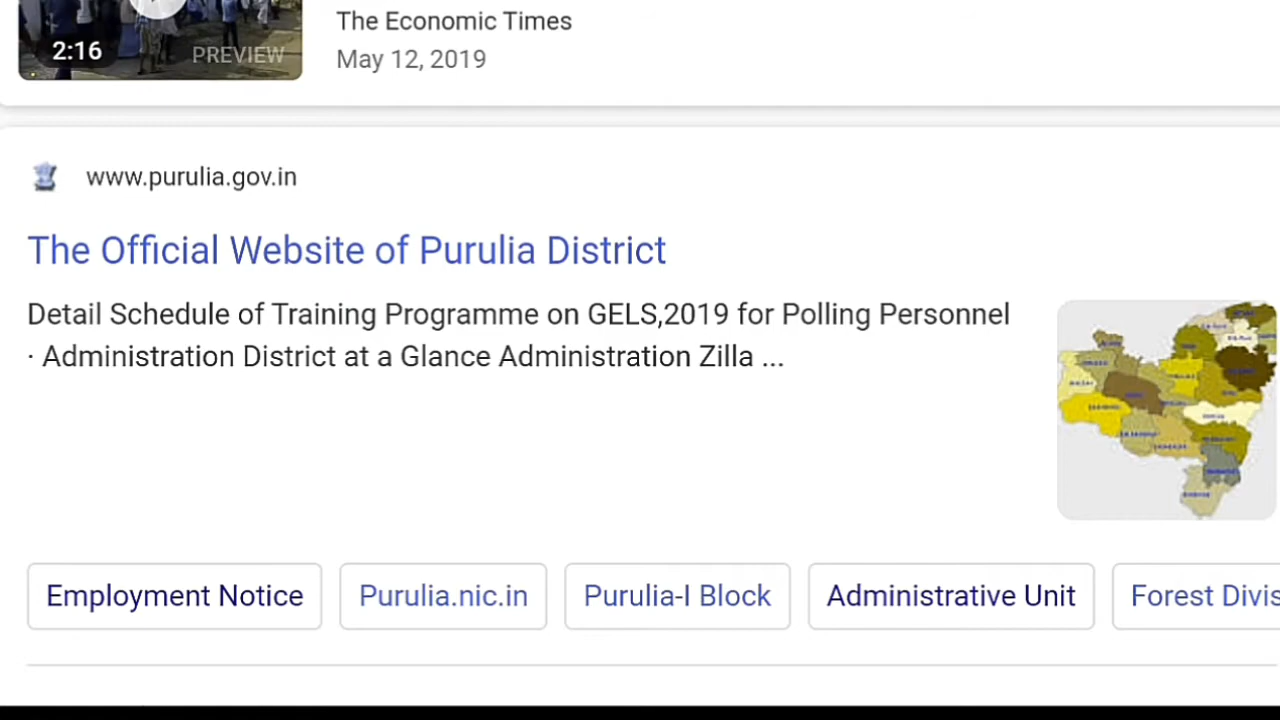 The Economic Times
2:16
PREVIEW
May 12, 2019
www.purulia.gov.in
The Official Website of Purulia District
Detail Schedule of Training Programme on GELS,2019 for Polling Personnel
· Administration District at a Glance Administration Zilla ...
Employment Notice
Purulia.nic.in
Purulia-I Block
Administrative Unit
Forest Divis